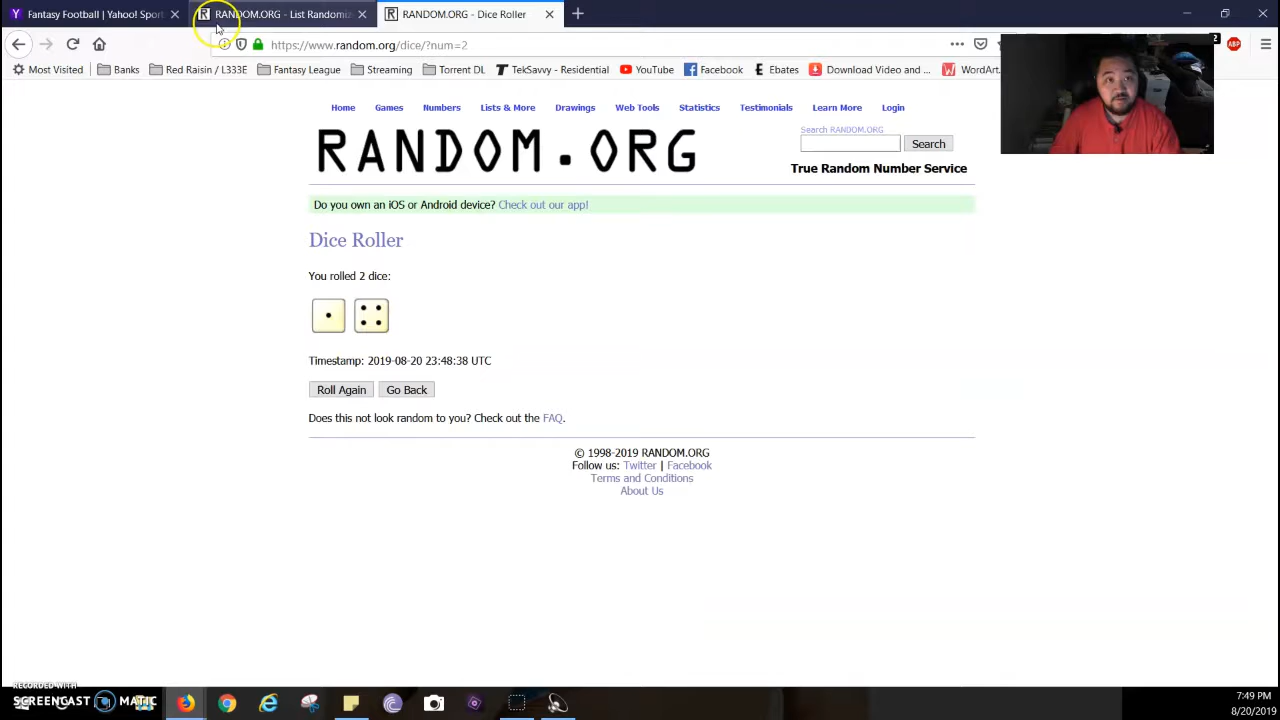 Fantasy Football | Yahoo! Sport
RANDOM.ORG - List Randomiz
RANDOM.ORG - Dice Roller
https://www.random.org/dice/?num=2
2
ABP
Most Visited
Banks
Red Raisin / L333E
Fantasy League
Streaming
Torrent DL
TekSavvy - Residential
YouTube
Facebook
Ebates
Download Video and ...
WordArt.
Home
Games
Numbers
Lists & More
Drawings
Web Tools
Statistics
Testimonials
Learn More
Login
RANDOM.ORG
Search RANDOM.ORG
Search
True Random Number Service
Do you own an iOS or Android device? Check out our app!
Dice Roller
You rolled 2 dice:
Timestamp: 2019-08-20 23:48:38 UTC
Roll Again
Go Back
Does this not look random to you? Check out the FAQ.
© 1998-2019 RANDOM.ORG
Follow us: Twitter | Facebook
Terms and Conditions
About Us
RECORDED WITH
SCREENCAST MATIC
7:49 PM
8/20/2019